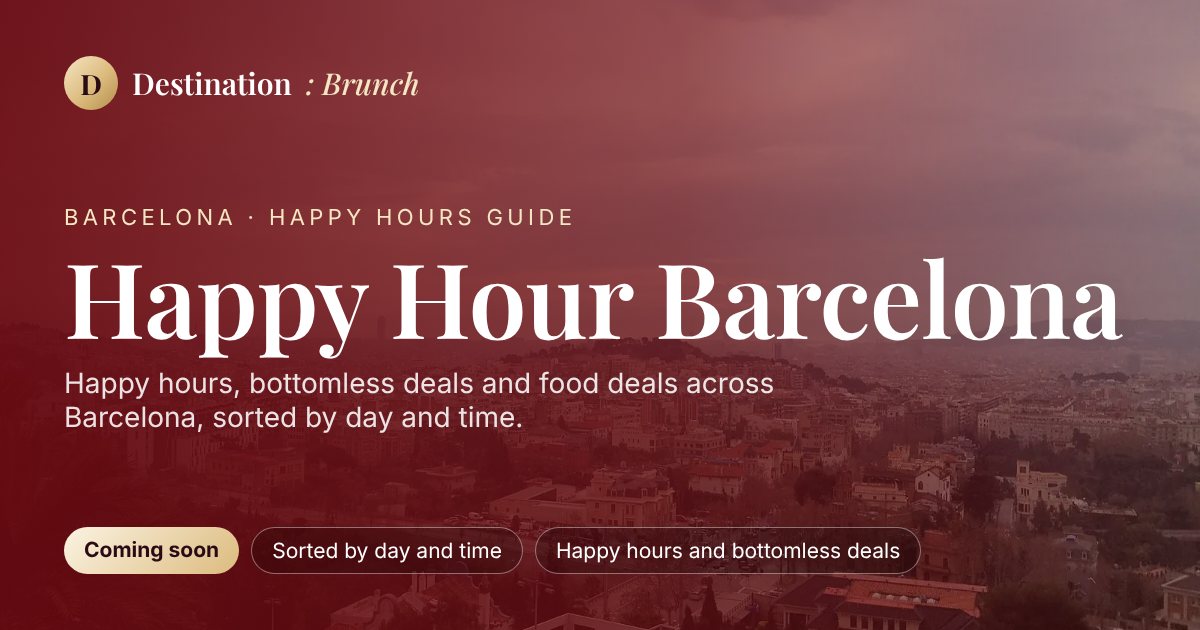 D Destination : Brunch
BARCELONA · HAPPY HOURS GUIDE
Happy Hour Barcelona
Happy hours, bottomless deals and food deals across
Barcelona, sorted by day and time.
Coming soon Sorted by day and time Happy hours and bottomless deals